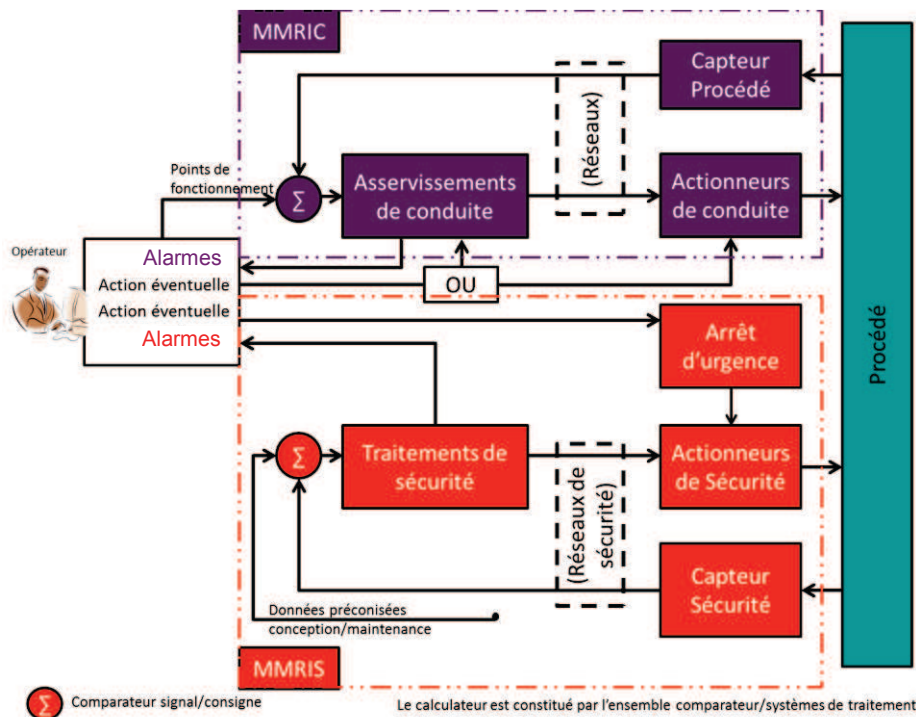 MMRIC
Capteur
Procédé
(Réseaux)
Points de
fonctionnement
Σ
Asservissements
de conduite
Actionneurs
de conduite
Procédé
Opérateur
Alarmes
Action éventuelle
OU
Action éventuelle
Alarmes
Arrêt
d'urgence
Σ
Traitements de
sécurité
(Réseaux de
sécurité)
Actionneurs
de Sécurité
Capteur
Sécurité
Données préconisées
conception/maintenance
MMRIS
Σ
Comparateur signal/consigne
Le calculateur est constitué par l'ensemble comparateur/systèmes de traitement